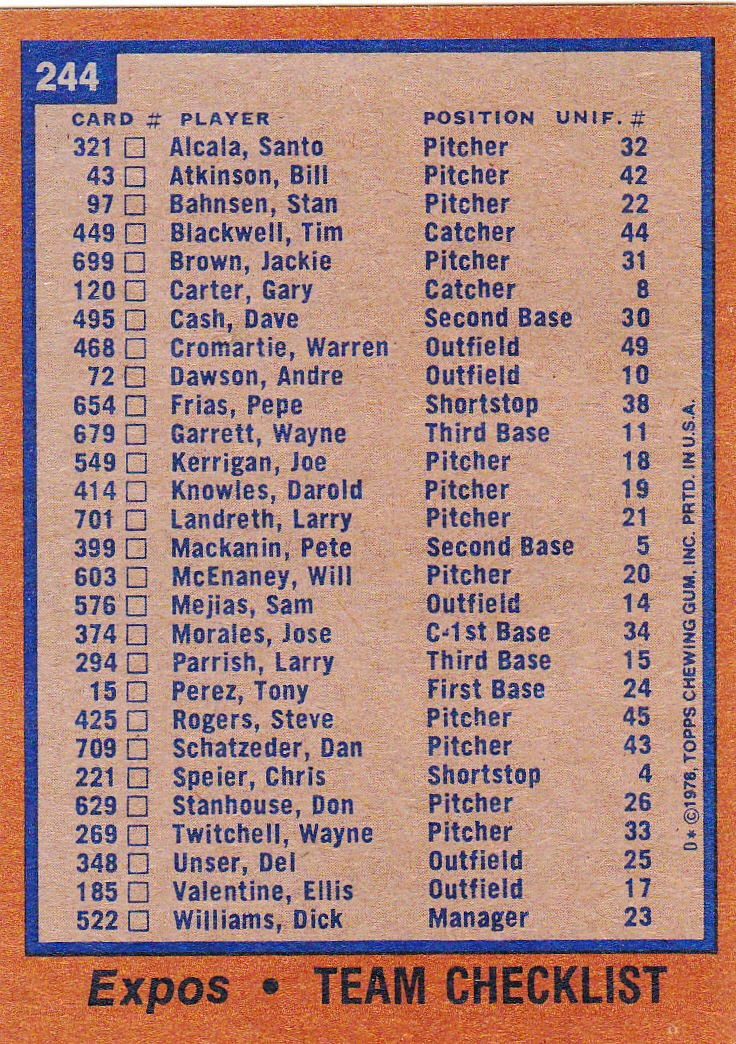 244
CARD # PLAYER POSITION UNIF. #
321 □ Alcala, Santo Pitcher 32
43 □ Atkinson, Bill Pitcher 42
97 □ Bahnsen, Stan Pitcher 22
449 □ Blackwell, Tim Catcher 44
699 □ Brown, Jackie Pitcher 31
120 □ Carter, Gary Catcher 8
495 □ Cash, Dave Second Base 30
468 □ Cromartie, Warren Outfield 49
72 □ Dawson, Andre Outfield 10
654 □ Frias, Pepe Shortstop 38
679 □ Garrett, Wayne Third Base 11
549 □ Kerrigan, Joe Pitcher 18
414 □ Knowles, Darold Pitcher 19
701 □ Landreth, Larry Pitcher 21
399 □ Mackanin, Pete Second Base 5
603 □ McEnaney, Will Pitcher 20
576 □ Mejias, Sam Outfield 14
374 □ Morales, Jose C-1st Base 34
294 □ Parrish, Larry Third Base 15
15 □ Perez, Tony First Base 24
425 □ Rogers, Steve Pitcher 45
709 □ Schatzeder, Dan Pitcher 43
221 □ Speier, Chris Shortstop 4
629 □ Stanhouse, Don Pitcher 26
269 □ Twitchell, Wayne Pitcher 33
348 □ Unser, Del Outfield 25
185 □ Valentine, Ellis Outfield 17
522 □ Williams, Dick Manager 23
D* ©1978, TOPPS CHEWING GUM, INC. PRTD. IN U.S.A.
Expos • TEAM CHECKLIST